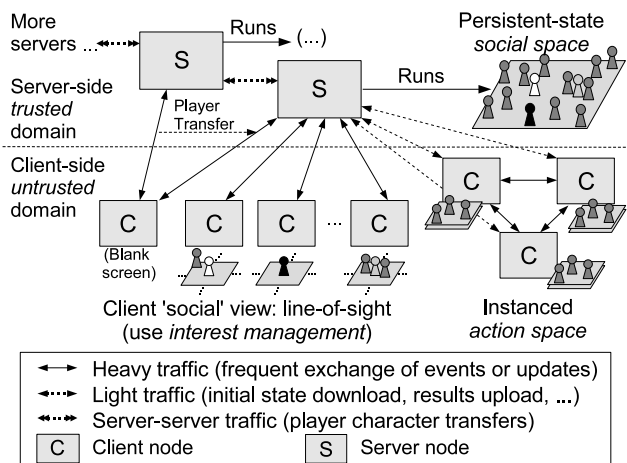 More
servers ...
Runs
(...)
Persistent-state
social space
S
Server-side
trusted
domain
Player
Transfer
S
Runs
Client-side
untrusted
domain
C
C
C
...
C
C
C
C
(Blank
screen)
Client 'social' view: line-of-sight
(use interest management)
Instanced
action space
Heavy traffic (frequent exchange of events or updates)
Light traffic (initial state download, results upload, ...)
Server-server traffic (player character transfers)
C Client node
S Server node